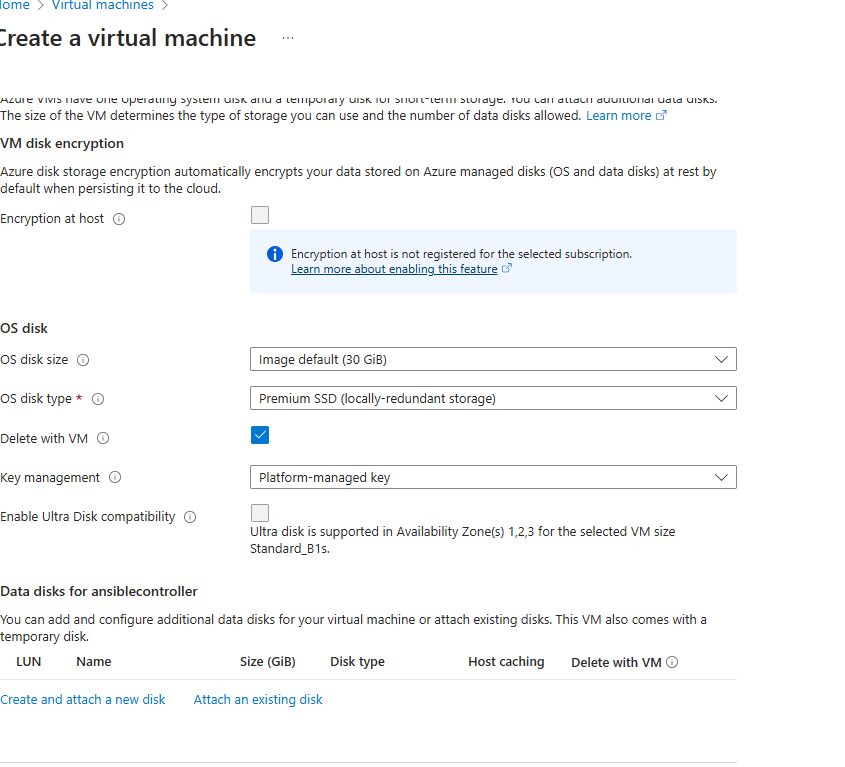 Home > Virtual machines >
Create a virtual machine ...
Azure VMs have one operating system disk and a temporary disk for short-term storage. You can attach additional data disks.
The size of the VM determines the type of storage you can use and the number of data disks allowed. Learn more
VM disk encryption
Azure disk storage encryption automatically encrypts your data stored on Azure managed disks (OS and data disks) at rest by
default when persisting it to the cloud.
Encryption at host
Encryption at host is not registered for the selected subscription.
Learn more about enabling this feature
OS disk
OS disk size Image default (30 GiB)
OS disk type * Premium SSD (locally-redundant storage)
Delete with VM
Key management Platform-managed key
Enable Ultra Disk compatibility
Ultra disk is supported in Availability Zone(s) 1,2,3 for the selected VM size
Standard_B1s.
Data disks for ansiblecontroller
You can add and configure additional data disks for your virtual machine or attach existing disks. This VM also comes with a
temporary disk.
LUN Name Size (GiB) Disk type Host caching Delete with VM
Create and attach a new disk Attach an existing disk